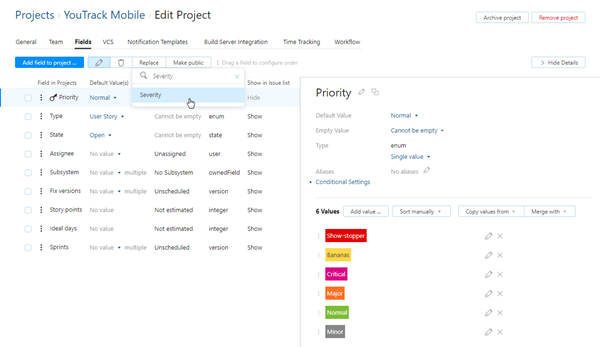 Projects › YouTrack Mobile › Edit Project
Archive project
Remove project
General Team Fields VCS Notification Templates Build Server Integration Time Tracking Workflow
Add field to project ... Replace Make public Drag a field to configure order
Hide Details
Severity
Severity
Field in Projects Default Value(s) Show in Issue list
Priority Normal Hide
Type User Story Cannot be empty enum Show
State Open Cannot be empty state Show
Assignee No value Unassigned user Show
Subsystem No value multiple No Subsystem ownedField Show
Fix versions No value multiple Unscheduled version Show
Story points No value Not estimated integer Show
Ideal days No value Not estimated integer Show
Sprints No value multiple Unscheduled version Show
Priority
Default Value Normal
Empty Value Cannot be empty
Type enum
Single value
Aliases No aliases
Conditional Settings
6 Values Add value ... Sort manually Copy values from Merge with
Show-stopper
Bananas
Critical
Major
Normal
Minor